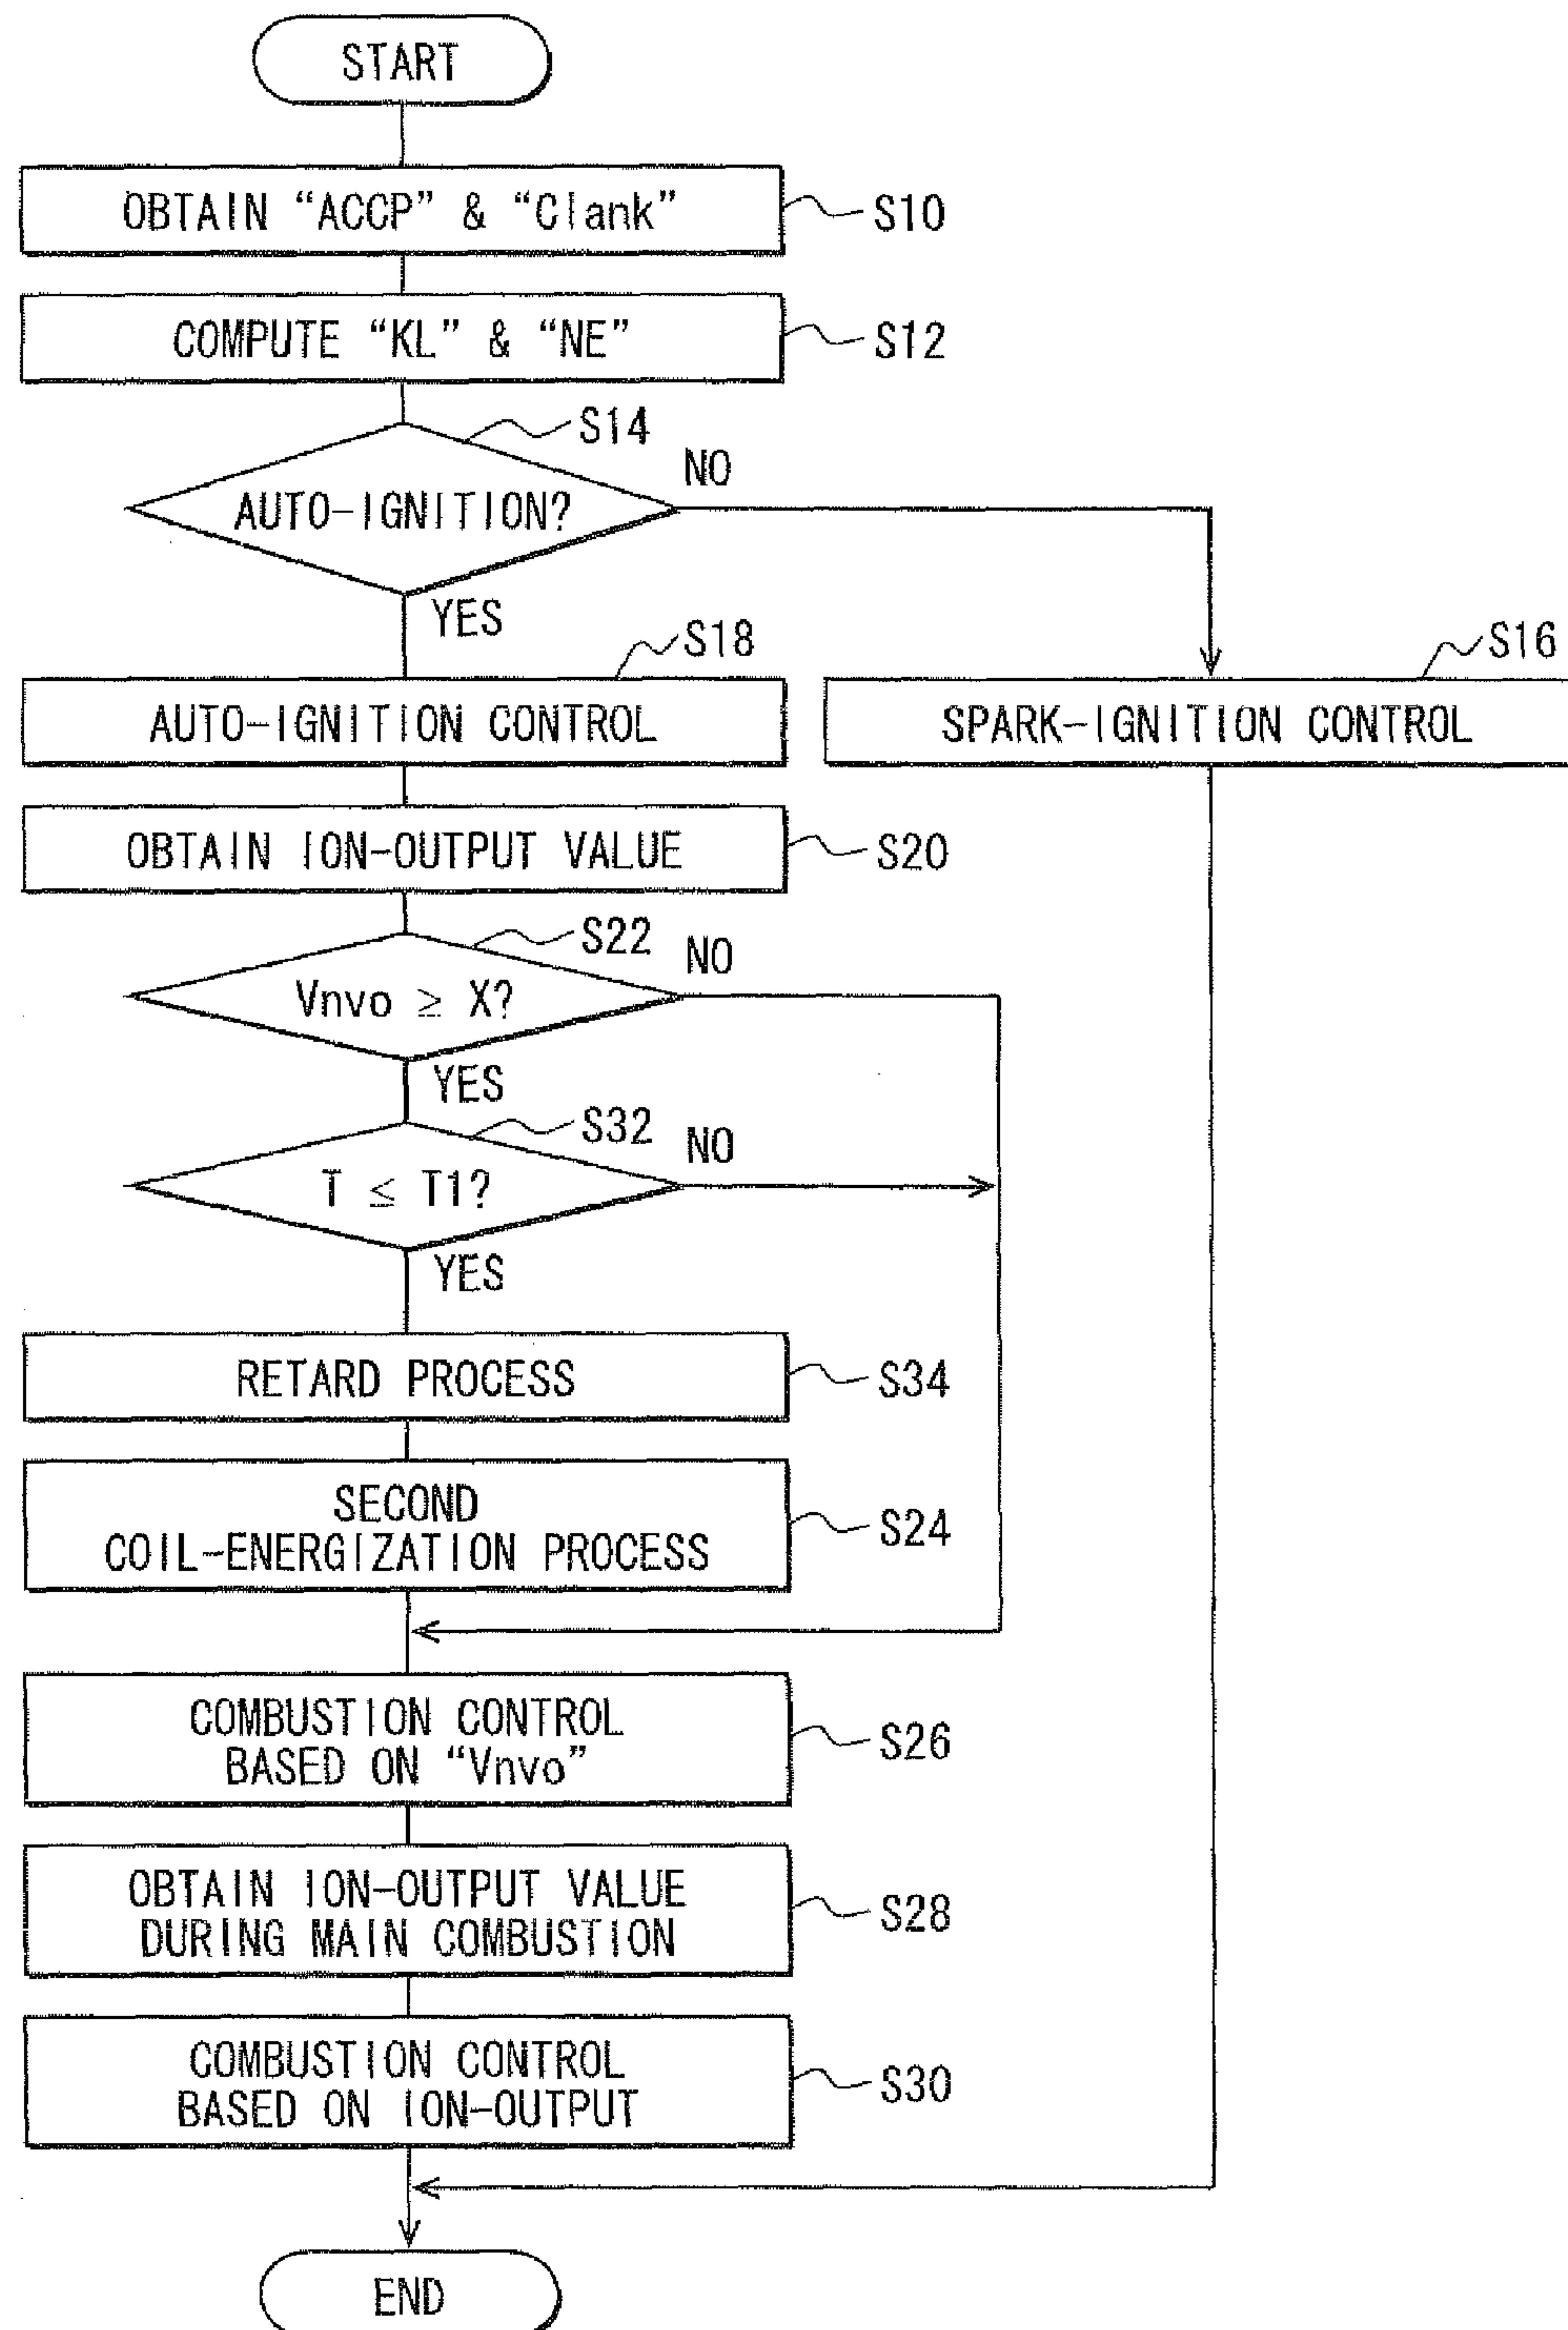 START
OBTAIN “ACCP” & “Clank”
S10
COMPUTE “KL” & “NE”
S12
S14
AUTO-IGNITION?
NO
YES
S18
S16
AUTO-IGNITION CONTROL
SPARK-IGNITION CONTROL
OBTAIN ION-OUTPUT VALUE
S20
S22
Vnvo ≥ X?
NO
YES
S32
T ≤ T1?
NO
YES
RETARD PROCESS
S34
SECOND
COIL-ENERGIZATION PROCESS
S24
COMBUSTION CONTROL
BASED ON “Vnvo”
S26
OBTAIN ION-OUTPUT VALUE
DURING MAIN COMBUSTION
S28
COMBUSTION CONTROL
BASED ON ION-OUTPUT
S30
END